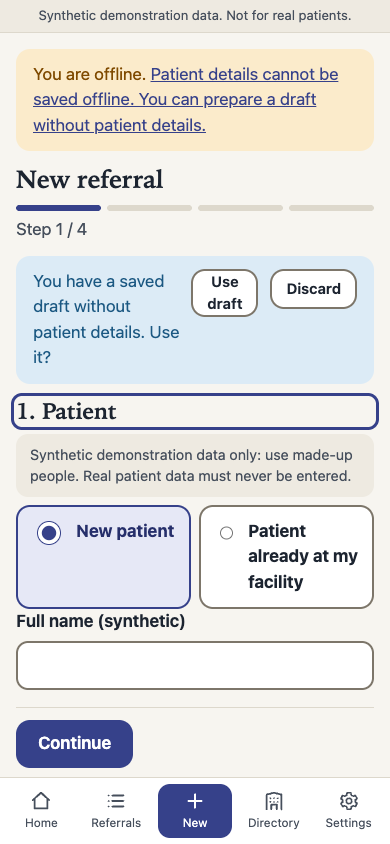 Synthetic demonstration data. Not for real patients.
You are offline. Patient details cannot be
saved offline. You can prepare a draft
without patient details.
New referral
Step 1 / 4
You have a saved
draft without
patient details. Use
it?
Use
draft
Discard
1. Patient
Synthetic demonstration data only: use made-up
people. Real patient data must never be entered.
New patient
Patient
already at my
facility
Full name (synthetic)
Continue
Home
Referrals
New
Directory
Settings